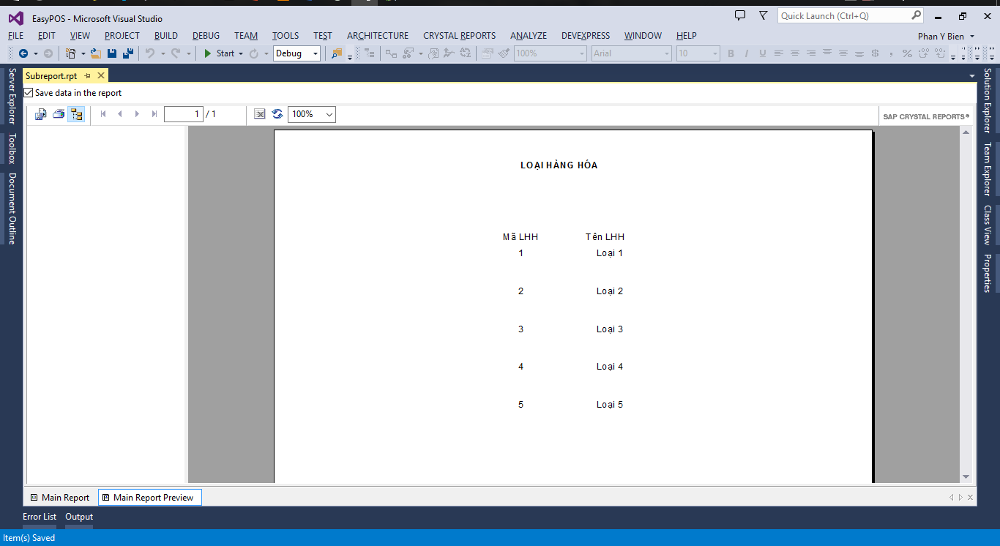 EasyPOS - Microsoft Visual Studio
Quick Launch (Ctrl+Q)
FILE EDIT VIEW PROJECT BUILD DEBUG TEAM TOOLS TEST ARCHITECTURE CRYSTAL REPORTS ANALYZE DEVEXPRESS WINDOW HELP
Phan Y Bien
Start Debug 100% Arial 10 B I U $ , %
Server Explorer
Toolbox
Document Outline
Subreport.rpt
Save data in the report
1 / 1
100%
SAP CRYSTAL REPORTS®
LOẠI HÀNG HÓA
Mã LHH Tên LHH
1 Loại 1
2 Loại 2
3 Loại 3
4 Loại 4
5 Loại 5
Solution Explorer
Team Explorer
Class View
Properties
Main Report
Main Report Preview
Error List Output
Item(s) Saved